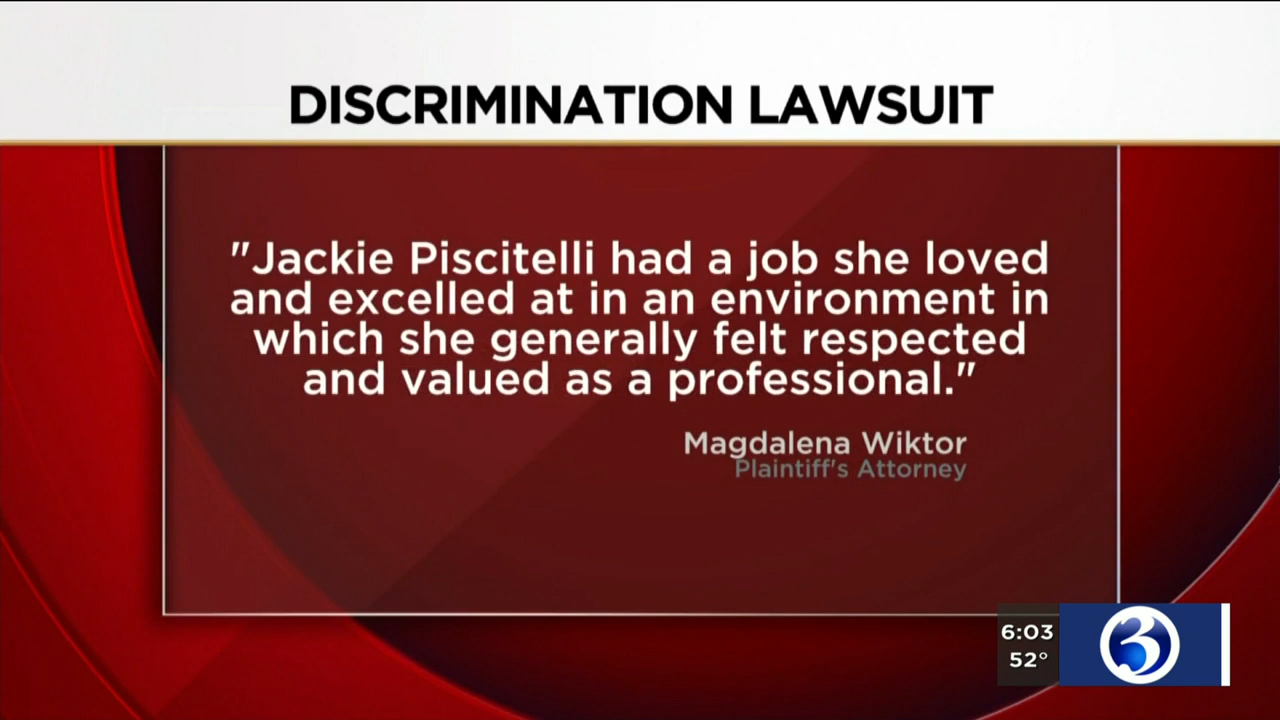 DISCRIMINATION LAWSUIT
"Jackie Piscitelli had a job she loved
and excelled at in an environment in
which she generally felt respected
and valued as a professional."
Magdalena Wiktor
Plaintiff's Attorney
6:03
52°
3